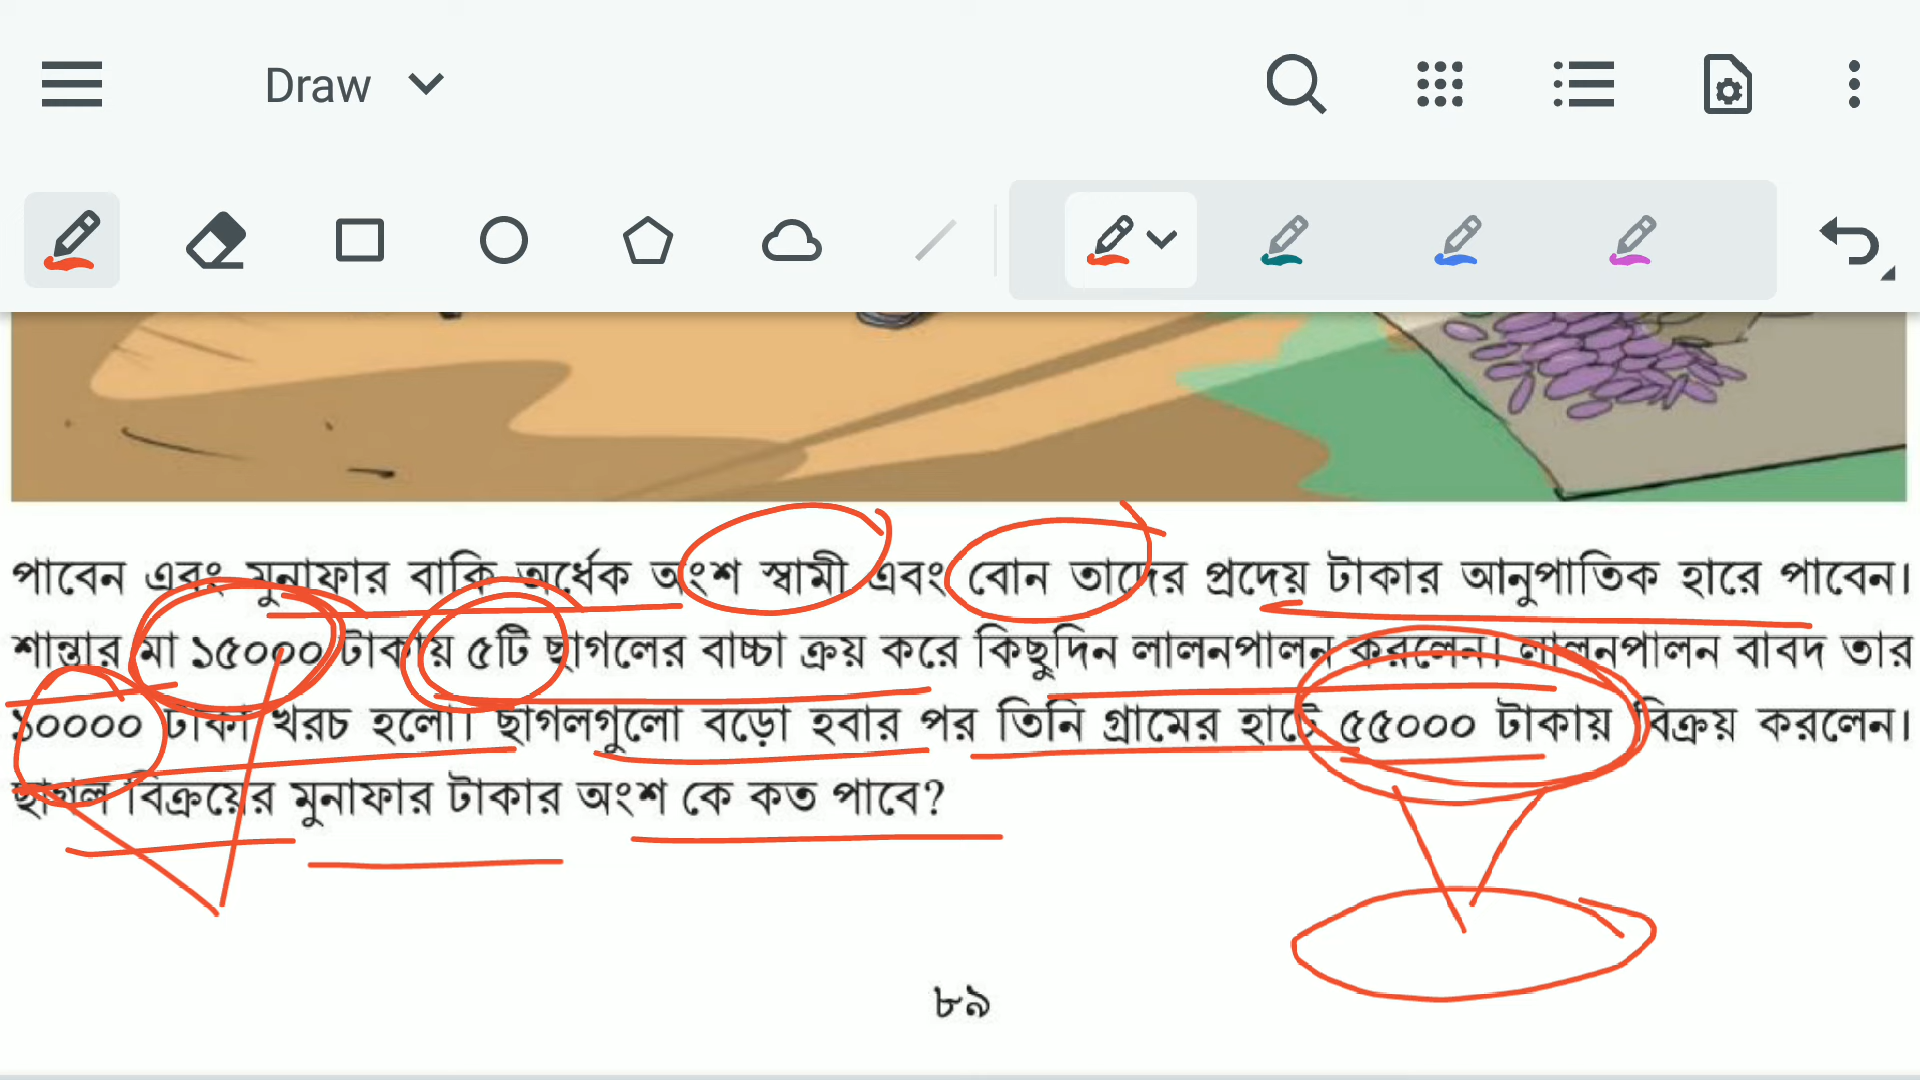 Draw
পাবেন এবং মুনাফার বাকি অর্ধেক অংশ স্বামী এবং বোন তাদের প্রদেয় টাকার আনুপাতিক হারে পাবেন।
শান্তার মা ১৫০০০ টাকায় ৫টি ছাগলের বাচ্চা ক্রয় করে কিছুদিন লালনপালন করলেন। লালনপালন বাবদ তার
১০০০০ টাকা খরচ হলো। ছাগলগুলো বড়ো হবার পর তিনি গ্রামের হাটে ৫৫০০০ টাকায় বিক্রয় করলেন।
ছাগল বিক্রয়ের মুনাফার টাকার অংশ কে কত পাবে?
৮৯